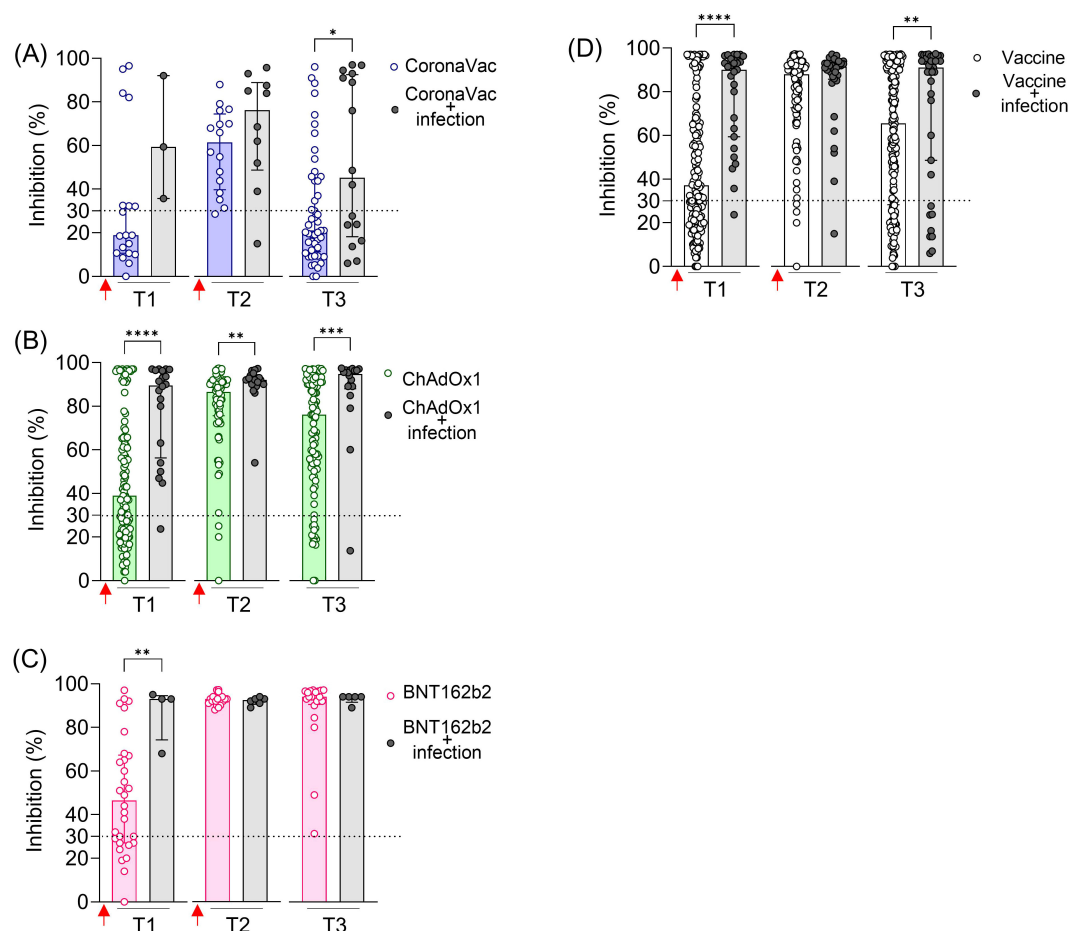 (A)
*
Inhibition (%)
100
80
60
40
30
20
0
T1
T2
T3
CoronaVac
CoronaVac
+
infection
(D)
****
**
Inhibition (%)
100
80
60
40
30
20
0
T1
T2
T3
Vaccine
Vaccine
+
infection
(B)
****
**
***
Inhibition (%)
100
80
60
40
30
20
0
T1
T2
T3
ChAdOx1
ChAdOx1
+
infection
(C)
**
Inhibition (%)
100
80
60
40
30
20
0
T1
T2
T3
BNT162b2
BNT162b2
+
infection